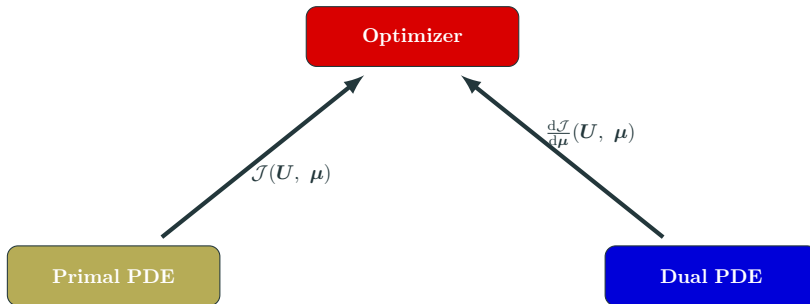 Optimizer
d𝒥/d𝝁(𝑼, 𝝁)
𝒥(𝑼, 𝝁)
Primal PDE
Dual PDE